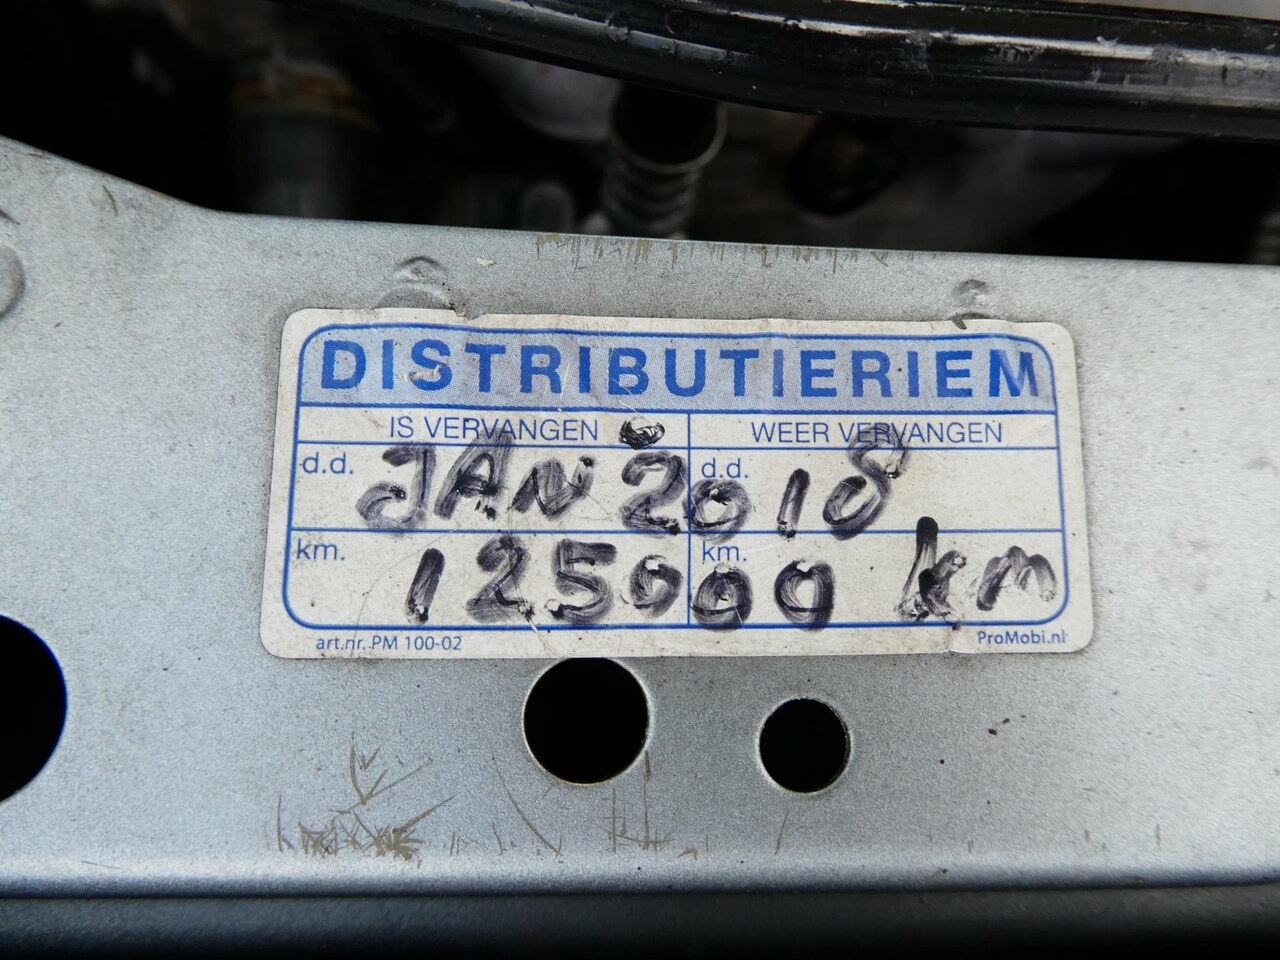 DISTRIBUTIERIEM
IS VERVANGEN WEER VERVANGEN
d.d. JAN 2018 d.d.
km. 125000 km km.
art.nr. PM 100-02 ProMobi.nl